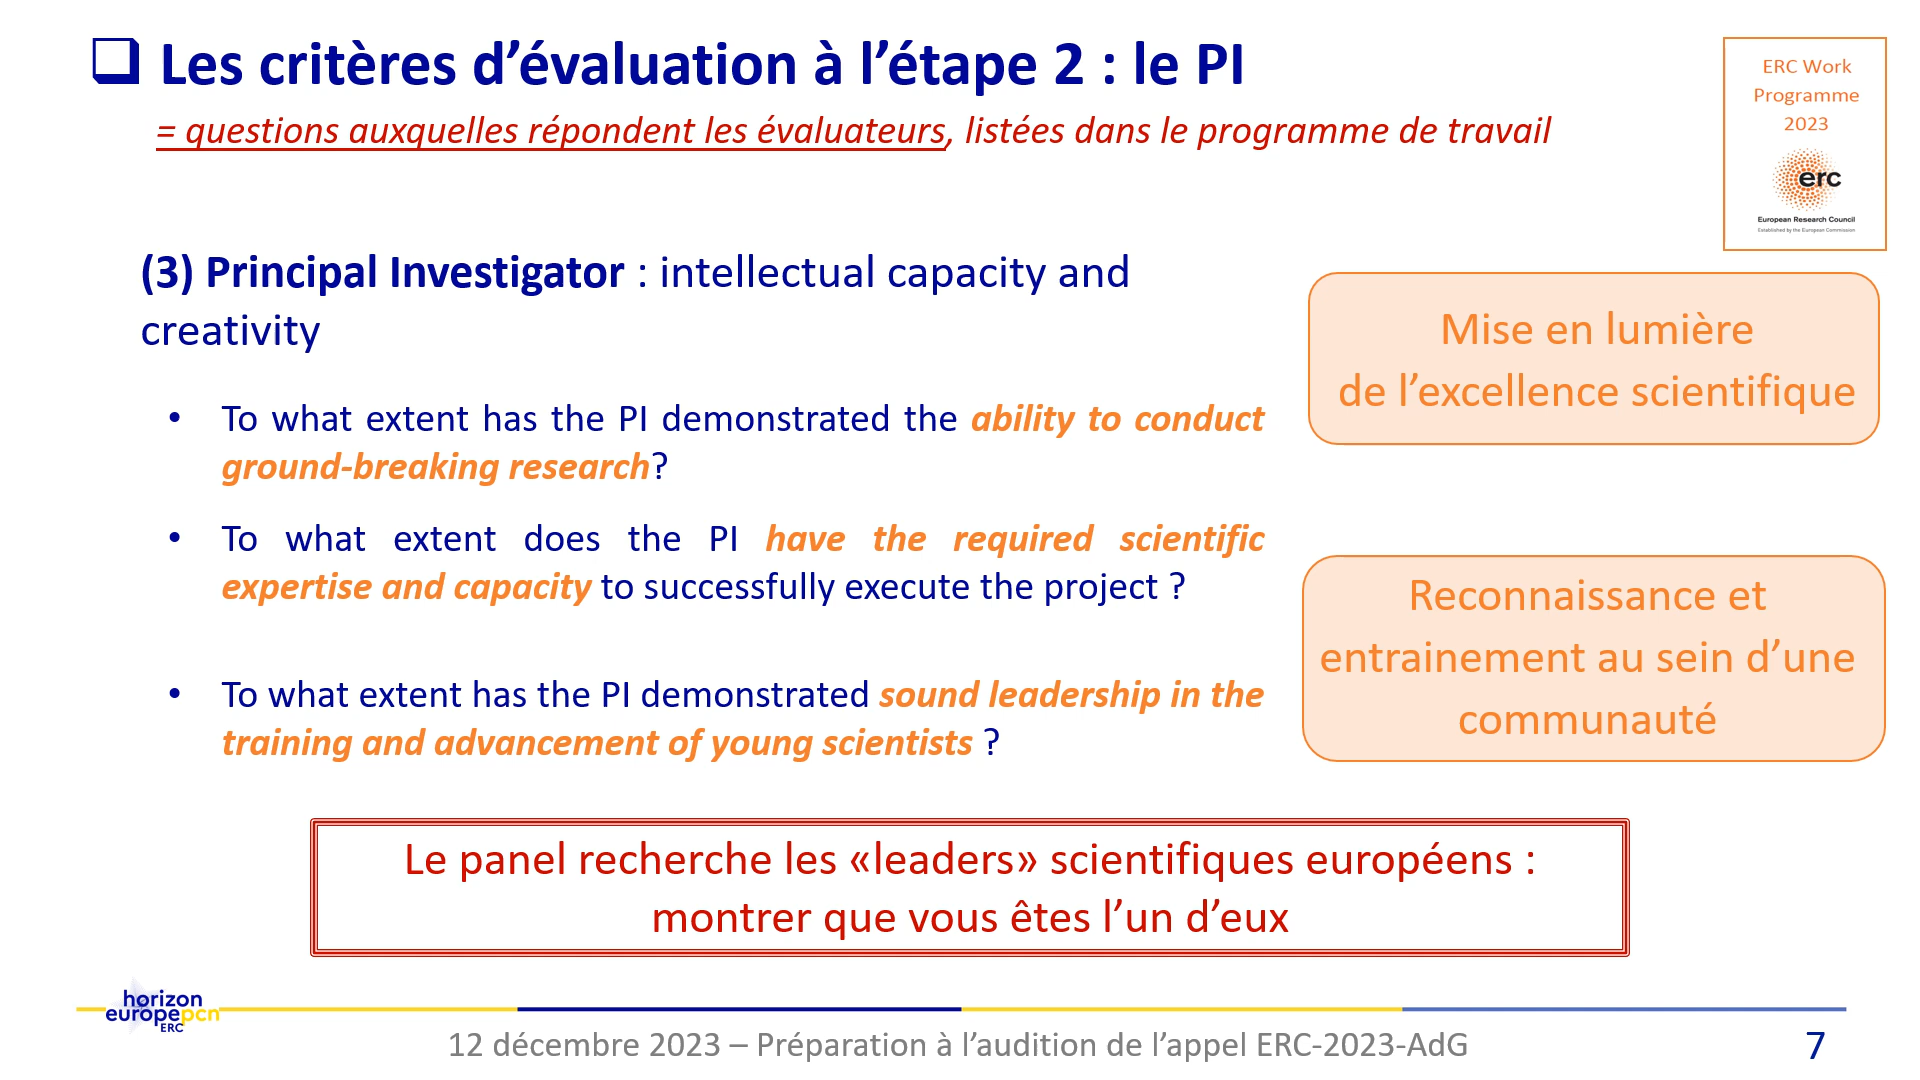 Les critères d’évaluation à l’étape 2 : le PI
= questions auxquelles répondent les évaluateurs, listées dans le programme de travail
ERC Work
Programme
2023
erc
European Research Council
Established by the European Commission
(3) Principal Investigator : intellectual capacity and
creativity
• To what extent has the PI demonstrated the ability to conduct
ground-breaking research?
• To what extent does the PI have the required scientific
expertise and capacity to successfully execute the project ?
• To what extent has the PI demonstrated sound leadership in the
training and advancement of young scientists ?
Mise en lumière
de l’excellence scientifique
Reconnaissance et
entrainement au sein d’une
communauté
Le panel recherche les «leaders» scientifiques européens :
montrer que vous êtes l’un d’eux
horizon
europepcn
ERC
12 décembre 2023 – Préparation à l’audition de l’appel ERC-2023-AdG
7